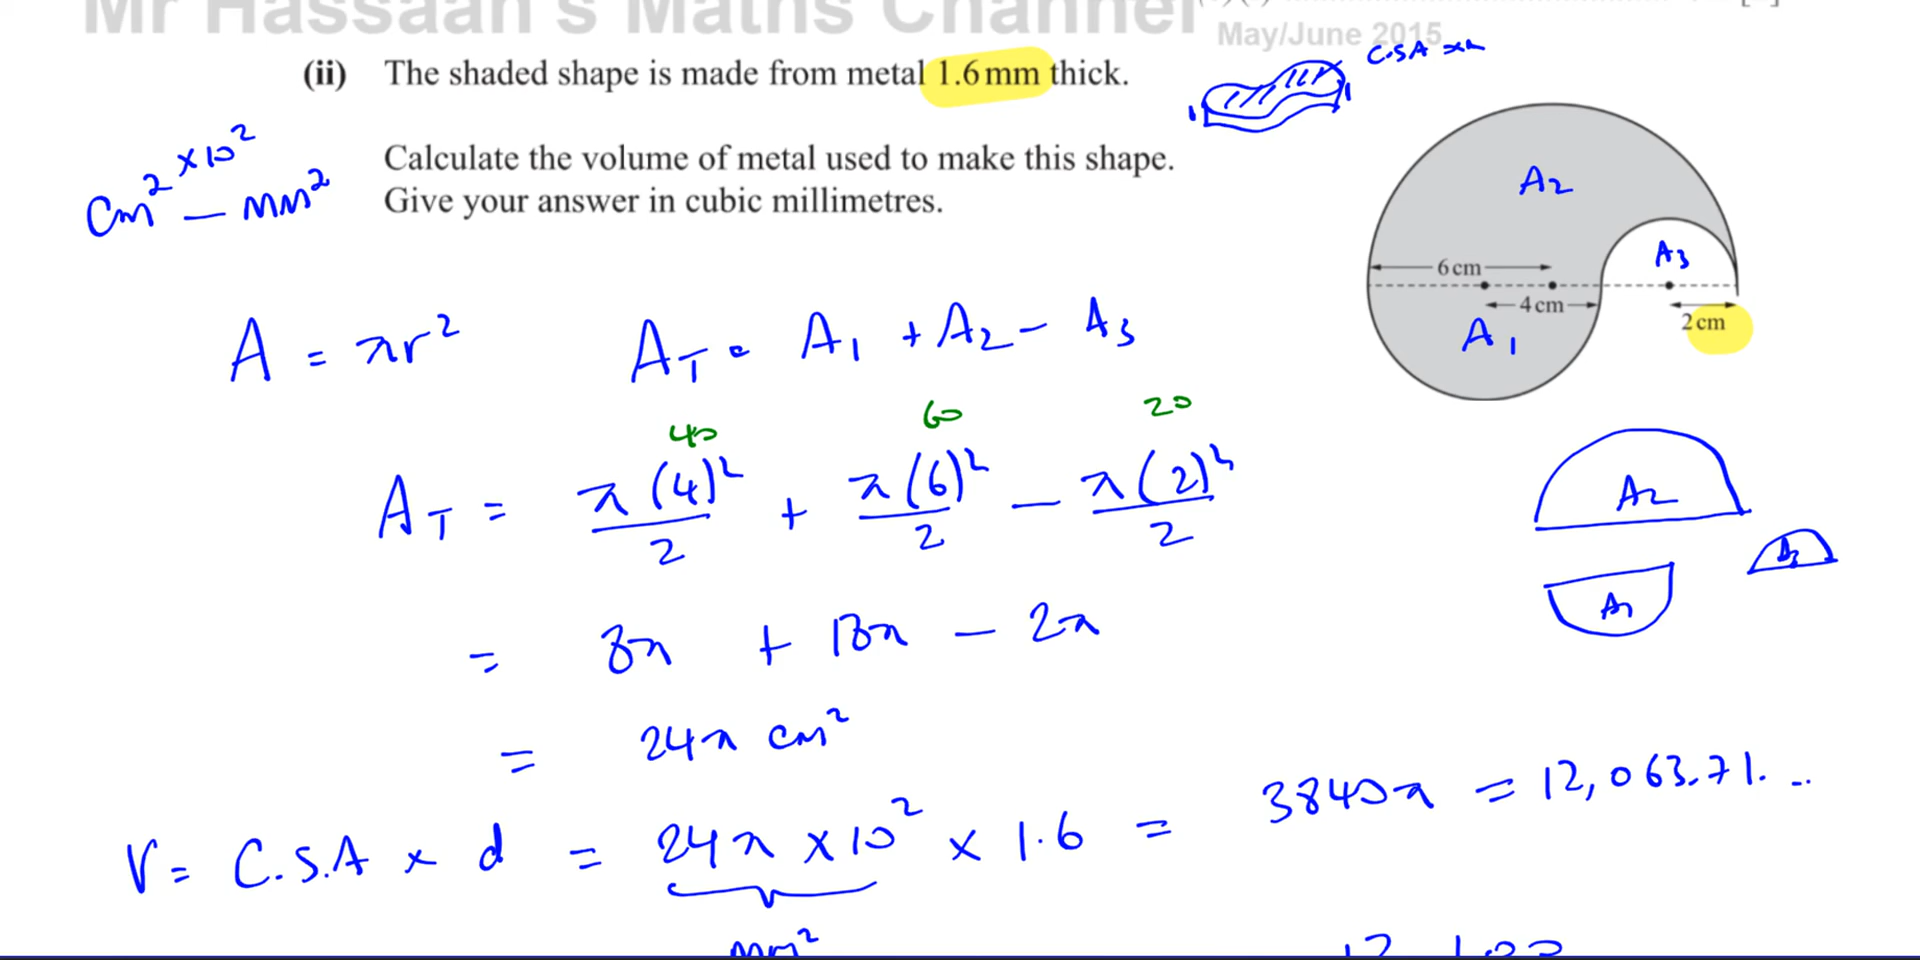 Mr Hassaan's Maths Channel
May/June 2015
(ii) The shaded shape is made from metal 1.6 mm thick.
C.S.A x h
Calculate the volume of metal used to make this shape.
Give your answer in cubic millimetres.
×10²
cm² — mm²
A2
A3
6 cm
4 cm
2 cm
A1
A = πr²
A_T = A₁ + A₂ − A₃
40 60 20
A_T = π(4)²/2 + π(6)²/2 − π(2)²/2
A2
A3
A1
= 8π + 18π − 2π
= 24π cm²
V = C.S.A × d = 24π × 10² × 1.6 = 3840π = 12,063.71...
mm²